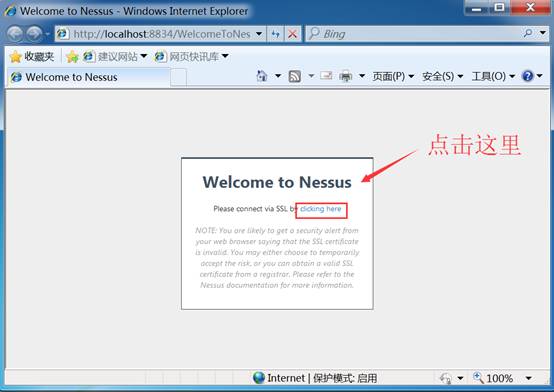 Welcome to Nessus - Windows Internet Explorer
http://localhost:8834/WelcomeToNes
Bing
收藏夹 建议网站 网页快讯库
Welcome to Nessus
页面(P) 安全(S) 工具(O)
点击这里
Welcome to Nessus
Please connect via SSL by clicking here
NOTE: You are likely to get a security alert from
your web browser saying that the SSL certificate
is invalid. You may either choose to temporarily
accept the risk, or you can obtain a valid SSL
certificate from a registrar. Please refer to the
Nessus documentation for more information.
Internet | 保护模式: 启用
100%